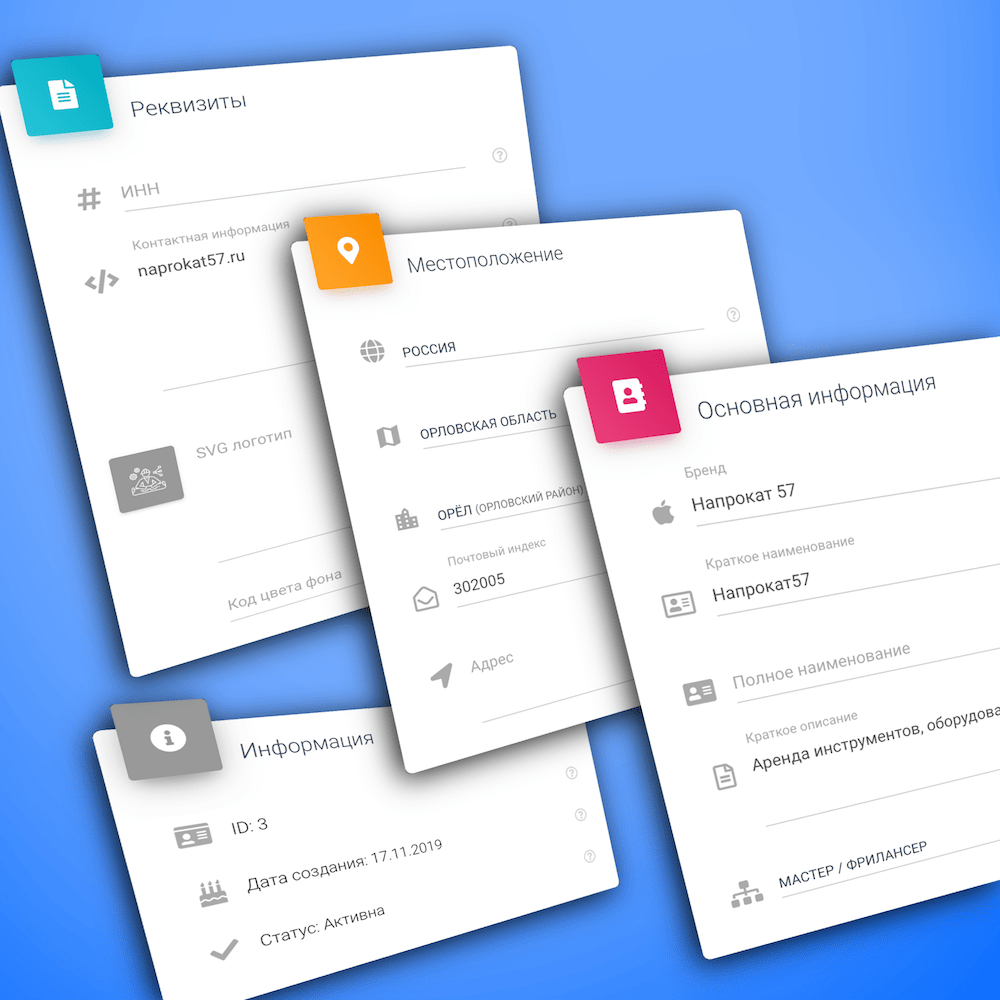 Реквизиты
ИНН
Контактная информация
naprokat57.ru
SVG логотип
Код цвета фона
Местоположение
РОССИЯ
ОРЛОВСКАЯ ОБЛАСТЬ
ОРЁЛ (ОРЛОВСКИЙ РАЙОН)
Почтовый индекс
302005
Адрес
Основная информация
Бренд
Напрокат 57
Краткое наименование
Напрокат57
Полное наименование
Краткое описание
Аренда инструментов, оборудова
МАСТЕР / ФРИЛАНСЕР
Информация
ID: 3
Дата создания: 17.11.2019
Статус: Активна